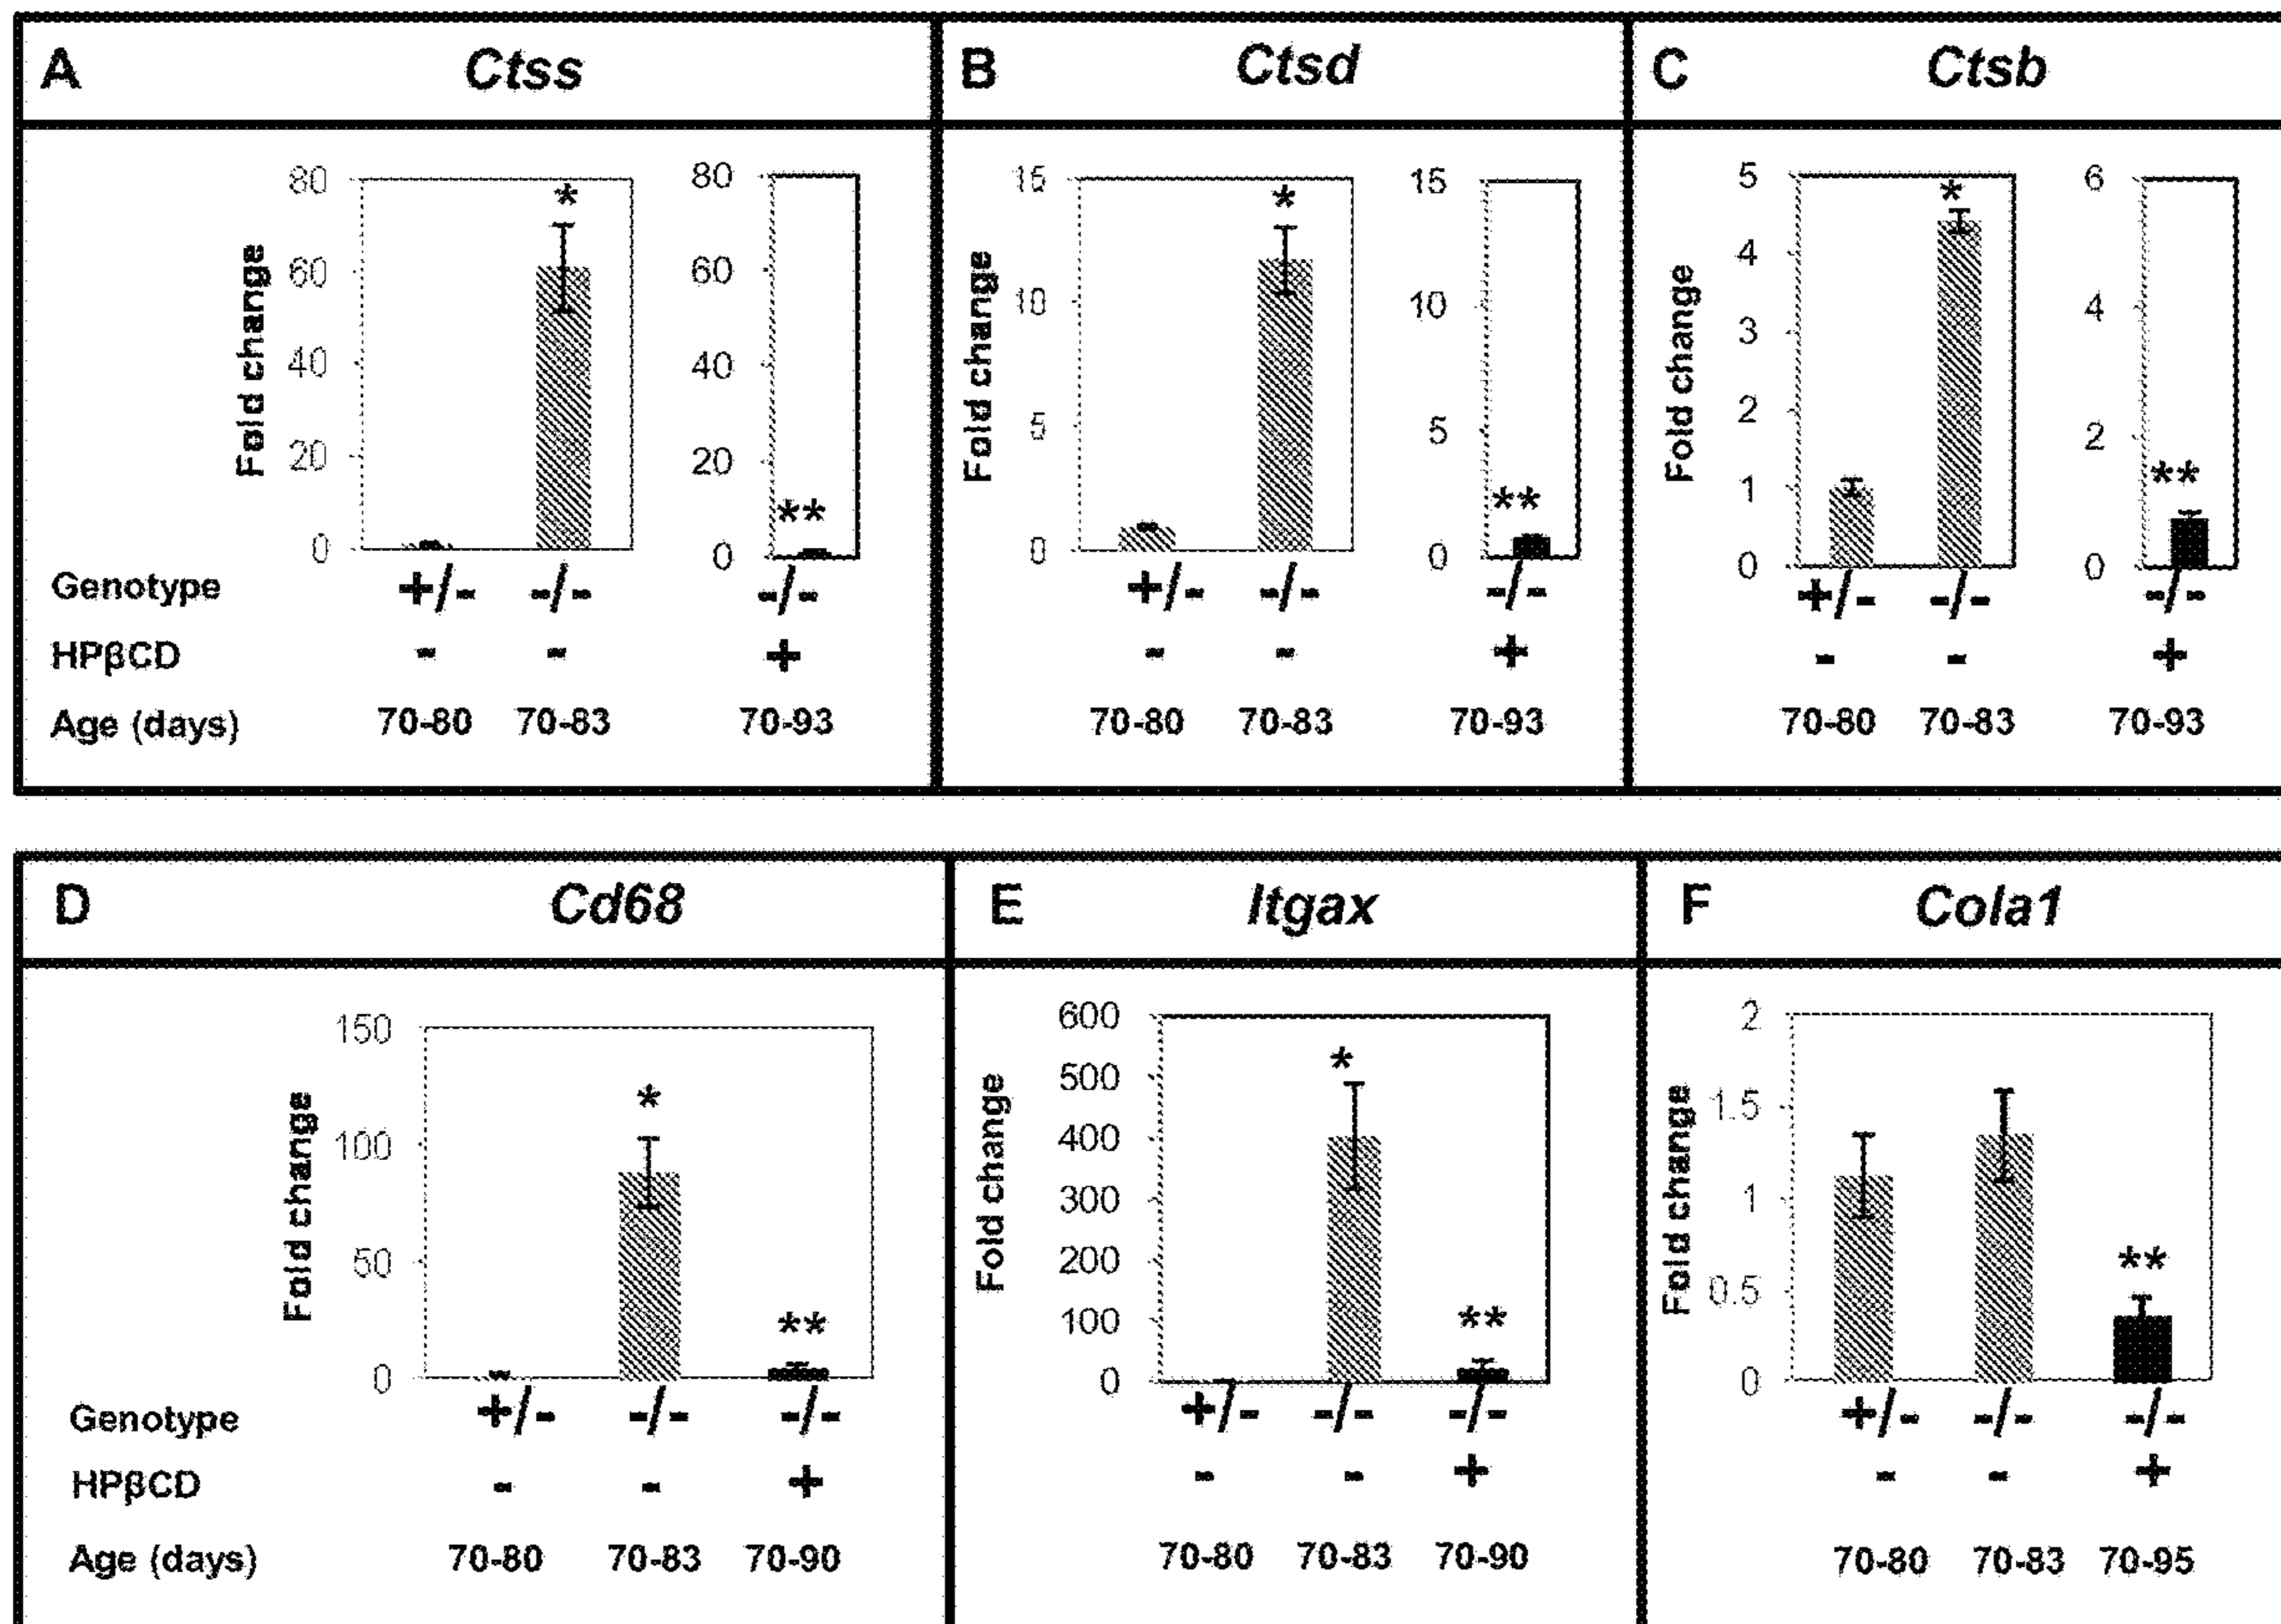 A Ctss B Ctsd C Ctsb
80 80 15 15 5 6
* * *
60 60 10 10 4 4
Fold change Fold change Fold change
40 40 5 5 3 2
20 20 2
** ** **
0 0 0 0 1 0
0
Genotype +/- -/- -/- +/- -/- -/- +/- -/- -/-
HPβCD - - + - - + - - +
Age (days) 70-80 70-83 70-93 70-80 70-83 70-93 70-80 70-83 70-93
D Cd68 E Itgax F Cola1
150 600 2
* * 500
100 400 1.5
Fold change Fold change Fold change
300 1
50 200 **
** ** 0.5
100
0 0 0
Genotype +/- -/- -/- +/- -/- -/- +/- -/- -/-
HPβCD - - + - - + - - +
Age (days) 70-80 70-83 70-90 70-80 70-83 70-90 70-80 70-83 70-95